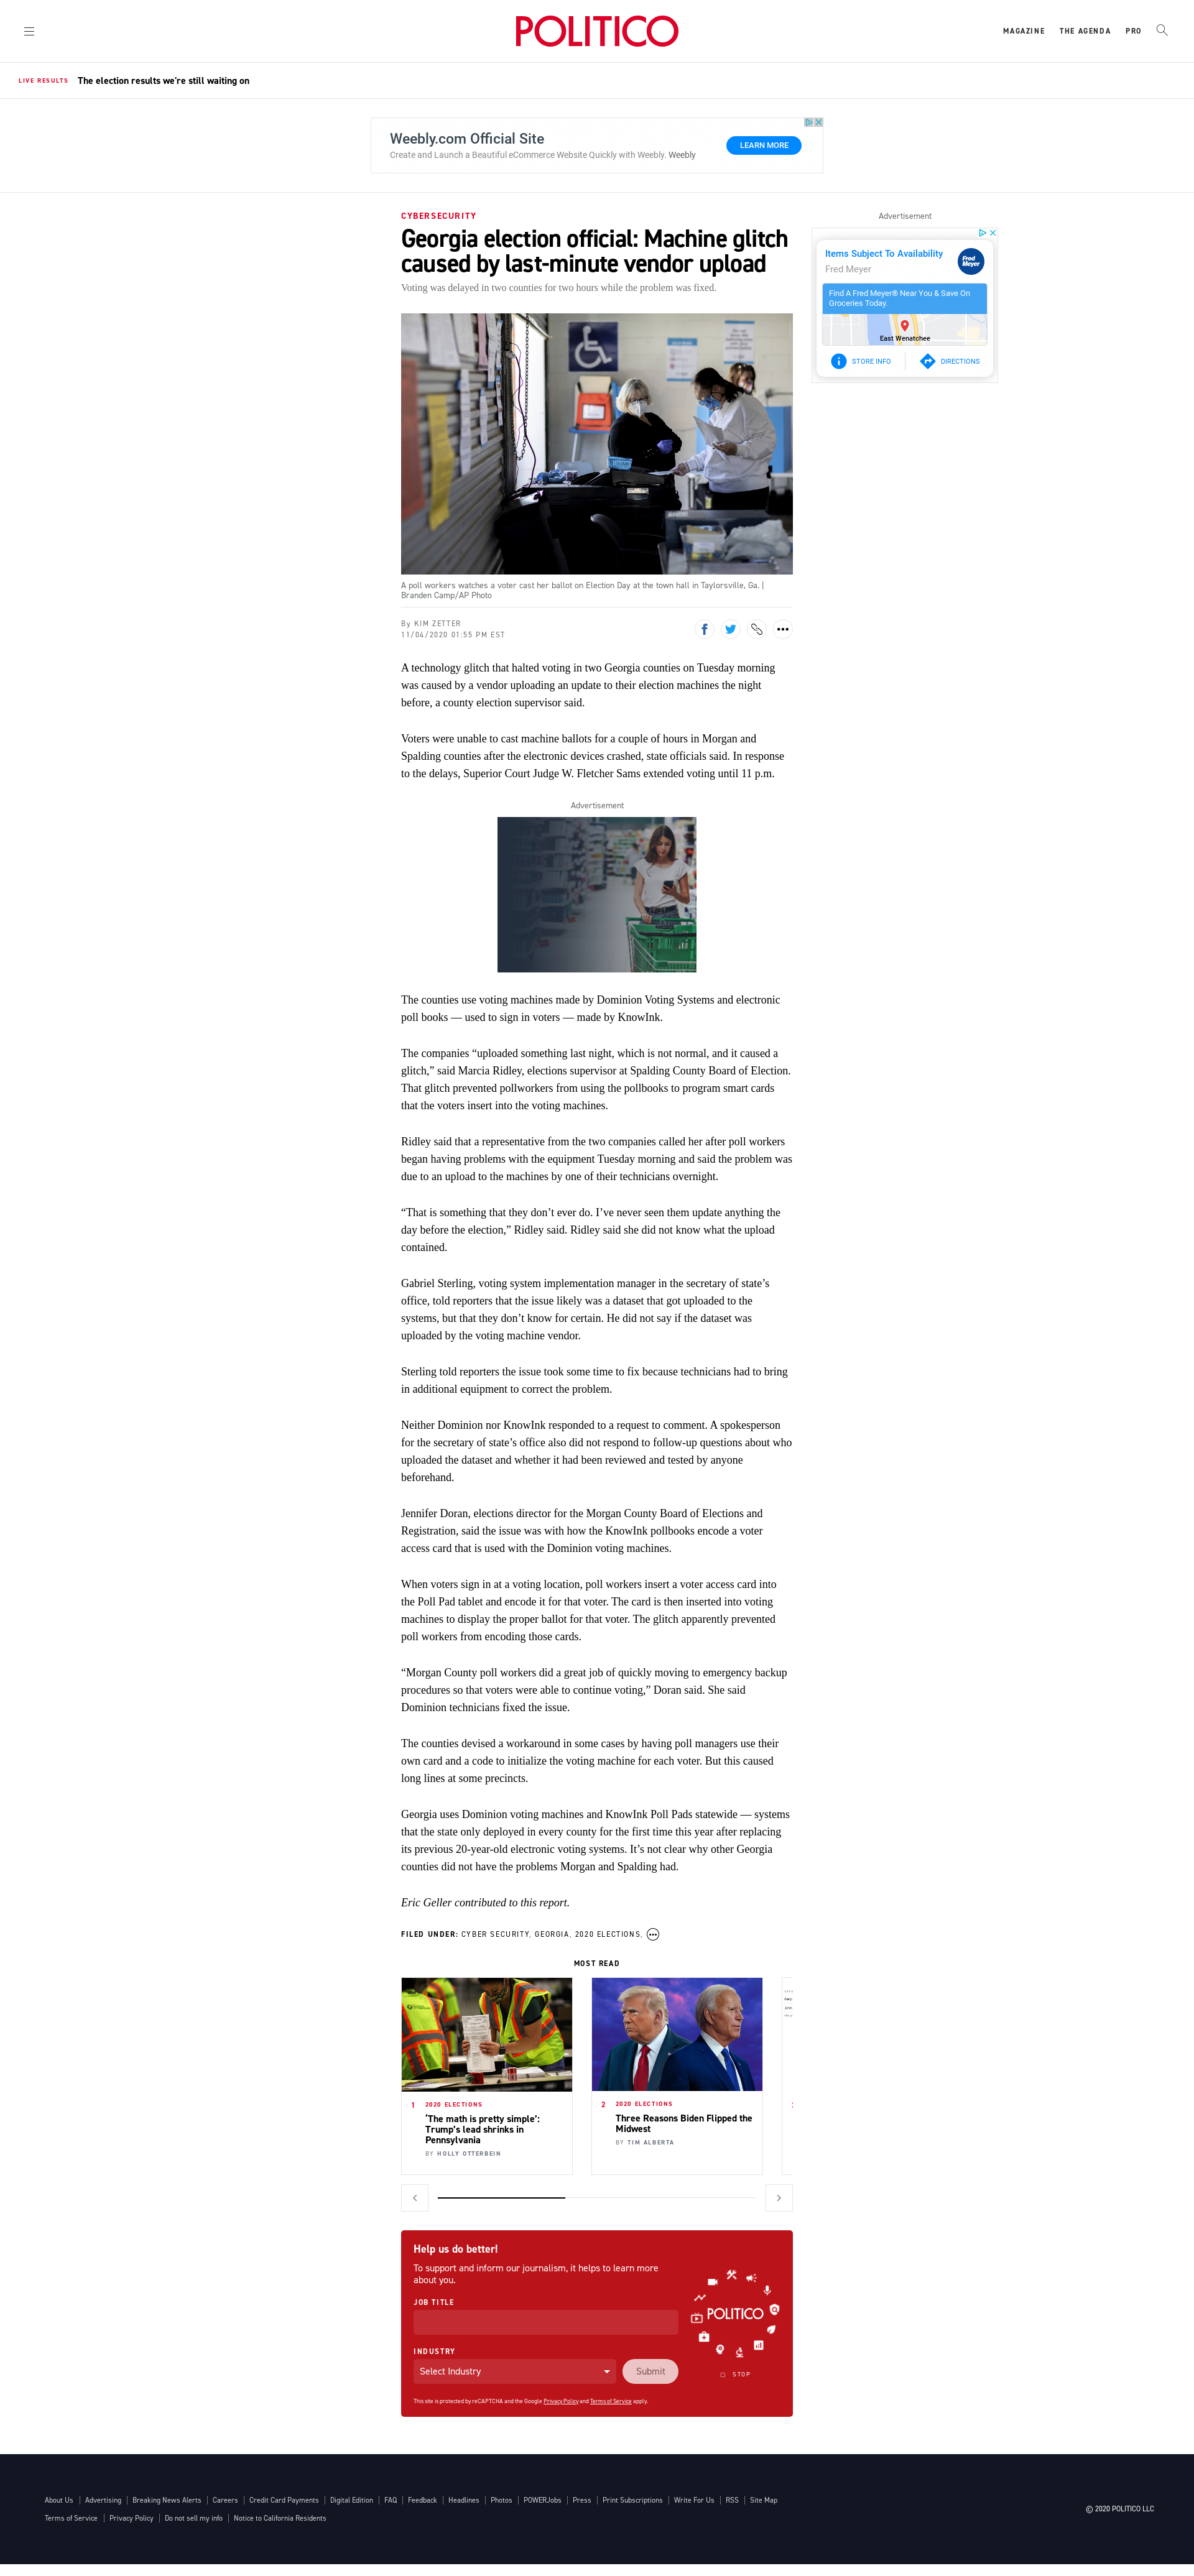 POLITICO
MAGAZINE THE AGENDA PRO
LIVE RESULTS The election results we're still waiting on
Weebly.com Official Site
Create and Launch a Beautiful eCommerce Website Quickly with Weebly. Weebly
LEARN MORE
CYBERSECURITY
Georgia election official: Machine glitch
caused by last-minute vendor upload
Voting was delayed in two counties for two hours while the problem was fixed.
Advertisement
Items Subject To Availability
Fred Meyer
Fred Meyer
Find A Fred Meyer® Near You & Save On
Groceries Today.
East Wenatchee
STORE INFO DIRECTIONS
A poll workers watches a voter cast her ballot on Election Day at the town hall in Taylorsville, Ga. |
Branden Camp/AP Photo
By KIM ZETTER
11/04/2020 01:55 PM EST
A technology glitch that halted voting in two Georgia counties on Tuesday morning
was caused by a vendor uploading an update to their election machines the night
before, a county election supervisor said.
Voters were unable to cast machine ballots for a couple of hours in Morgan and
Spalding counties after the electronic devices crashed, state officials said. In response
to the delays, Superior Court Judge W. Fletcher Sams extended voting until 11 p.m.
Advertisement
The counties use voting machines made by Dominion Voting Systems and electronic
poll books — used to sign in voters — made by KnowInk.
The companies “uploaded something last night, which is not normal, and it caused a
glitch,” said Marcia Ridley, elections supervisor at Spalding County Board of Election.
That glitch prevented pollworkers from using the pollbooks to program smart cards
that the voters insert into the voting machines.
Ridley said that a representative from the two companies called her after poll workers
began having problems with the equipment Tuesday morning and said the problem was
due to an upload to the machines by one of their technicians overnight.
“That is something that they don’t ever do. I’ve never seen them update anything the
day before the election,” Ridley said. Ridley said she did not know what the upload
contained.
Gabriel Sterling, voting system implementation manager in the secretary of state’s
office, told reporters that the issue likely was a dataset that got uploaded to the
systems, but that they don’t know for certain. He did not say if the dataset was
uploaded by the voting machine vendor.
Sterling told reporters the issue took some time to fix because technicians had to bring
in additional equipment to correct the problem.
Neither Dominion nor KnowInk responded to a request to comment. A spokesperson
for the secretary of state’s office also did not respond to follow-up questions about who
uploaded the dataset and whether it had been reviewed and tested by anyone
beforehand.
Jennifer Doran, elections director for the Morgan County Board of Elections and
Registration, said the issue was with how the KnowInk pollbooks encode a voter
access card that is used with the Dominion voting machines.
When voters sign in at a voting location, poll workers insert a voter access card into
the Poll Pad tablet and encode it for that voter. The card is then inserted into voting
machines to display the proper ballot for that voter. The glitch apparently prevented
poll workers from encoding those cards.
“Morgan County poll workers did a great job of quickly moving to emergency backup
procedures so that voters were able to continue voting,” Doran said. She said
Dominion technicians fixed the issue.
The counties devised a workaround in some cases by having poll managers use their
own card and a code to initialize the voting machine for each voter. But this caused
long lines at some precincts.
Georgia uses Dominion voting machines and KnowInk Poll Pads statewide — systems
that the state only deployed in every county for the first time this year after replacing
its previous 20-year-old electronic voting systems. It’s not clear why other Georgia
counties did not have the problems Morgan and Spalding had.
Eric Geller contributed to this report.
FILED UNDER: CYBER SECURITY, GEORGIA, 2020 ELECTIONS,
MOST READ
1 2020 ELECTIONS
‘The math is pretty simple’:
Trump’s lead shrinks in
Pennsylvania
BY HOLLY OTTERBEIN
2 2020 ELECTIONS
Three Reasons Biden Flipped the
Midwest
BY TIM ALBERTA
Help us do better!
To support and inform our journalism, it helps to learn more
about you.
JOB TITLE
INDUSTRY
Select Industry
Submit
POLITICO
STOP
This site is protected by reCAPTCHA and the Google Privacy Policy and Terms of Service apply.
About Us Advertising Breaking News Alerts Careers Credit Card Payments Digital Edition FAQ Feedback Headlines Photos POWERJobs Press Print Subscriptions Write For Us RSS Site Map
Terms of Service Privacy Policy Do not sell my info Notice to California Residents
© 2020 POLITICO LLC